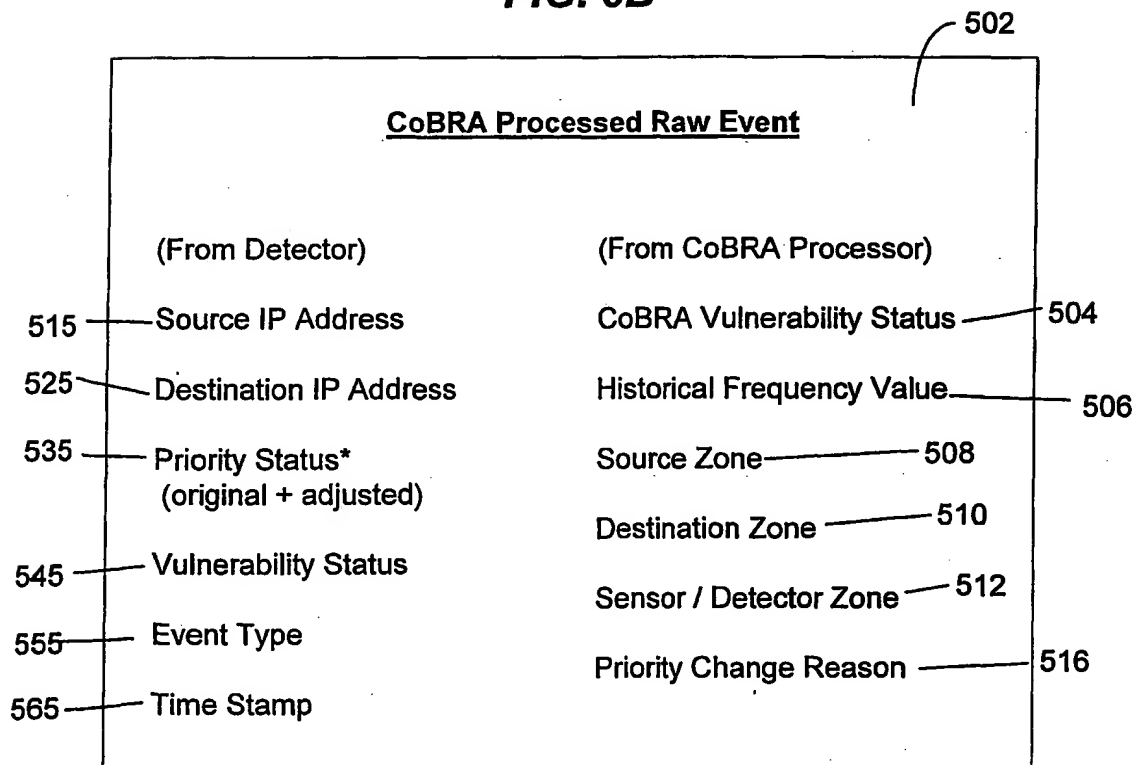 FIG.
502
CoBRA Processed Raw Event
(From Detector) (From CoBRA Processor)
515 Source IP Address CoBRA Vulnerability Status 504
525 Destination IP Address Historical Frequency Value 506
535 Priority Status* Source Zone 508
(original + adjusted)
Destination Zone 510
545 Vulnerability Status
Sensor / Detector Zone 512
555 Event Type
Priority Change Reason 516
565 Time Stamp